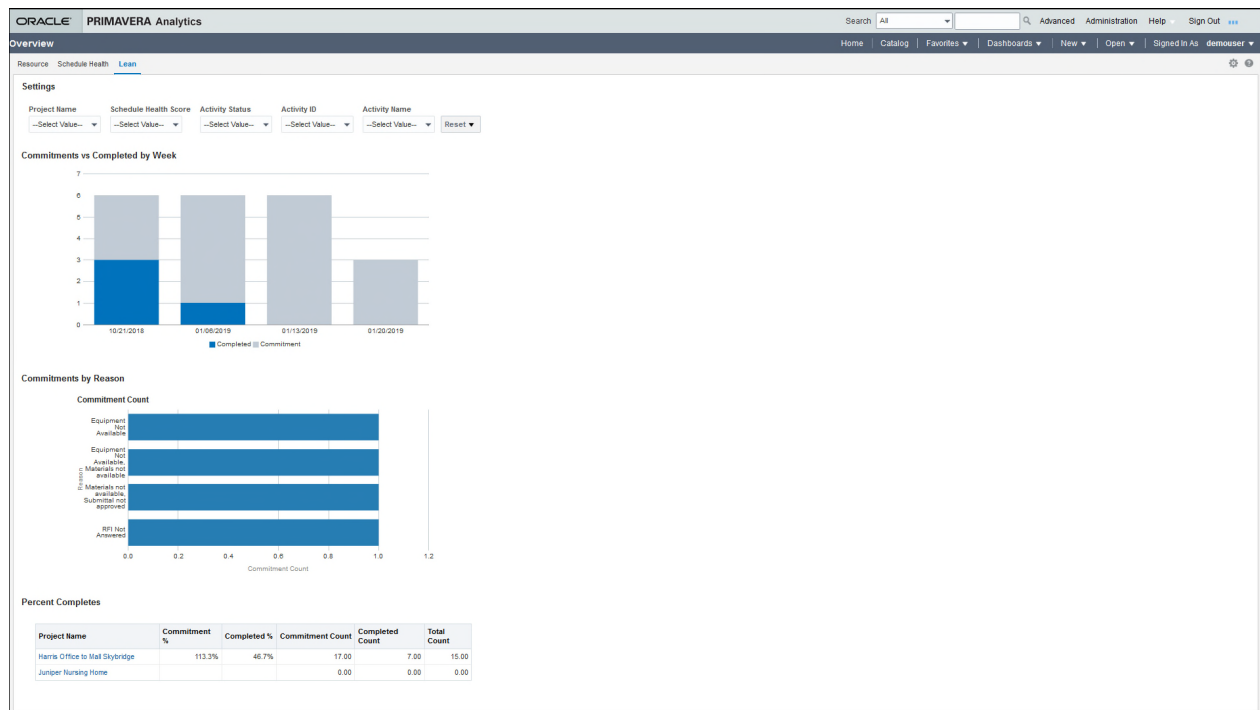 ORACLE PRIMAVERA Analytics Search All Advanced Administration Help Sign Out
Overview Home Catalog Favorites Dashboards New Open Signed In As demouser
Resource Schedule Health Lean
Settings
Project Name Schedule Health Score Activity Status Activity ID Activity Name
--Select Value-- --Select Value-- --Select Value-- --Select Value-- --Select Value-- Reset
Commitments vs Completed by Week
7
6
5
4
3
2
1
0
10/21/2018 01/06/2019 01/13/2019 01/20/2019
Completed Commitment
Commitments by Reason
Commitment Count
Reason
Equipment
Not
Available
Equipment
Not
Available,
Materials not
available
Materials not
available,
Submittal not
approved
RFI Not
Answered
0.0 0.2 0.4 0.6 0.8 1.0 1.2
Commitment Count
Percent Completes
Project Name Commitment % Completed % Commitment Count Completed Count Total Count
Harris Office to Mall Skybridge 113.3% 46.7% 17.00 7.00 15.00
Juniper Nursing Home 0.00 0.00 0.00